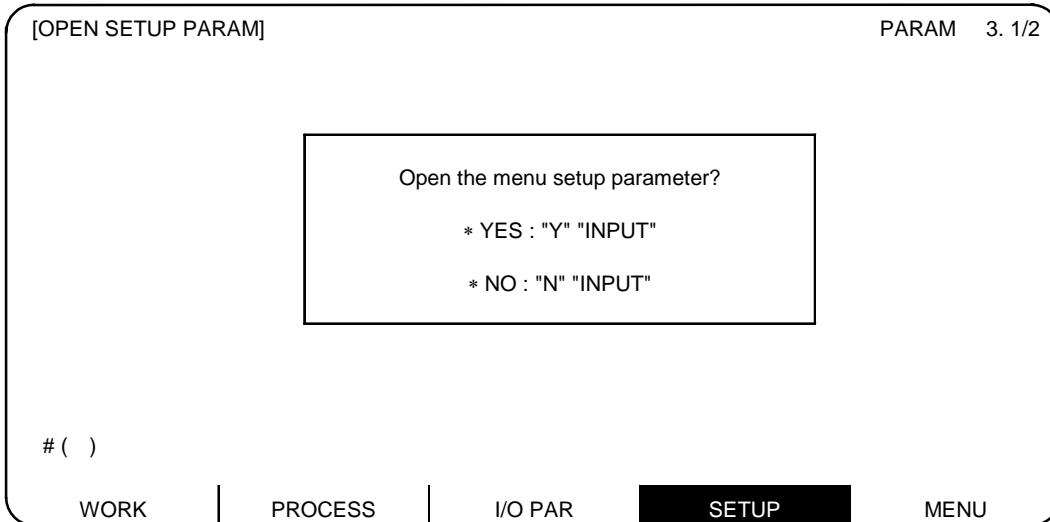 [OPEN SETUP PARAM] PARAM 3. 1/2
Open the menu setup parameter?
* YES : "Y" "INPUT"
* NO : "N" "INPUT"
# ( )
WORK PROCESS I/O PAR SETUP MENU